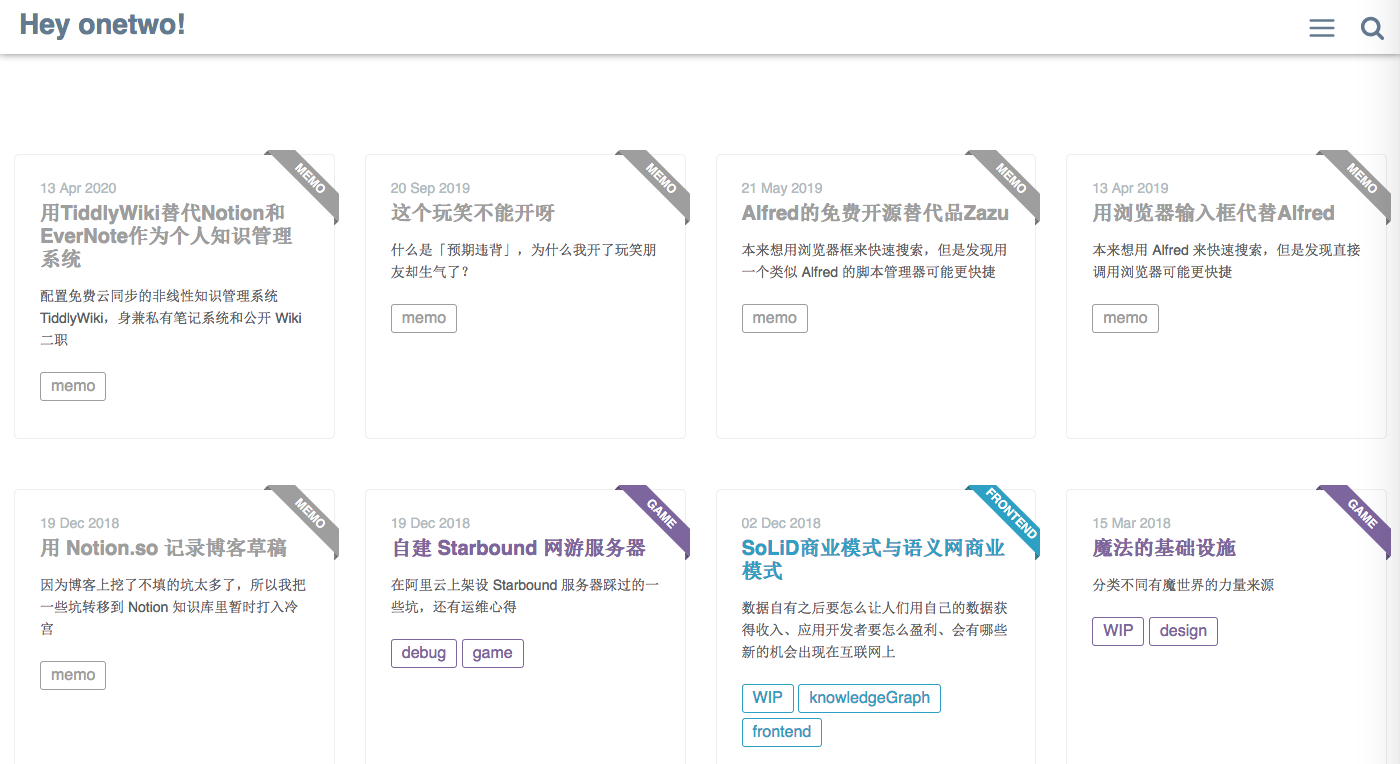 Hey onetwo!
MEMO
13 Apr 2020
用TiddlyWiki替代Notion和
EverNote作为个人知识管理
系统
配置免费云同步的非线性知识管理系统
TiddlyWiki，身兼私有笔记系统和公开 Wiki
二职
memo
MEMO
20 Sep 2019
这个玩笑不能开呀
什么是「预期违背」，为什么我开了玩笑朋
友却生气了？
memo
MEMO
21 May 2019
Alfred的免费开源替代品Zazu
本来想用浏览器框来快速搜索，但是发现用
一个类似 Alfred 的脚本管理器可能更快捷
memo
MEMO
13 Apr 2019
用浏览器输入框代替Alfred
本来想用 Alfred 来快速搜索，但是发现直接
调用浏览器可能更快捷
memo
MEMO
19 Dec 2018
用 Notion.so 记录博客草稿
因为博客上挖了不填的坑太多了，所以我把
一些坑转移到 Notion 知识库里暂时打入冷
宫
memo
GAME
19 Dec 2018
自建 Starbound 网游服务器
在阿里云上架设 Starbound 服务器踩过的一
些坑，还有运维心得
debug game
FRONTEND
02 Dec 2018
SoLiD商业模式与语义网商业
模式
数据自有之后要怎么让人们用自己的数据获
得收入、应用开发者要怎么盈利、会有哪些
新的机会出现在互联网上
WIP knowledgeGraph
frontend
GAME
15 Mar 2018
魔法的基础设施
分类不同有魔世界的力量来源
WIP design